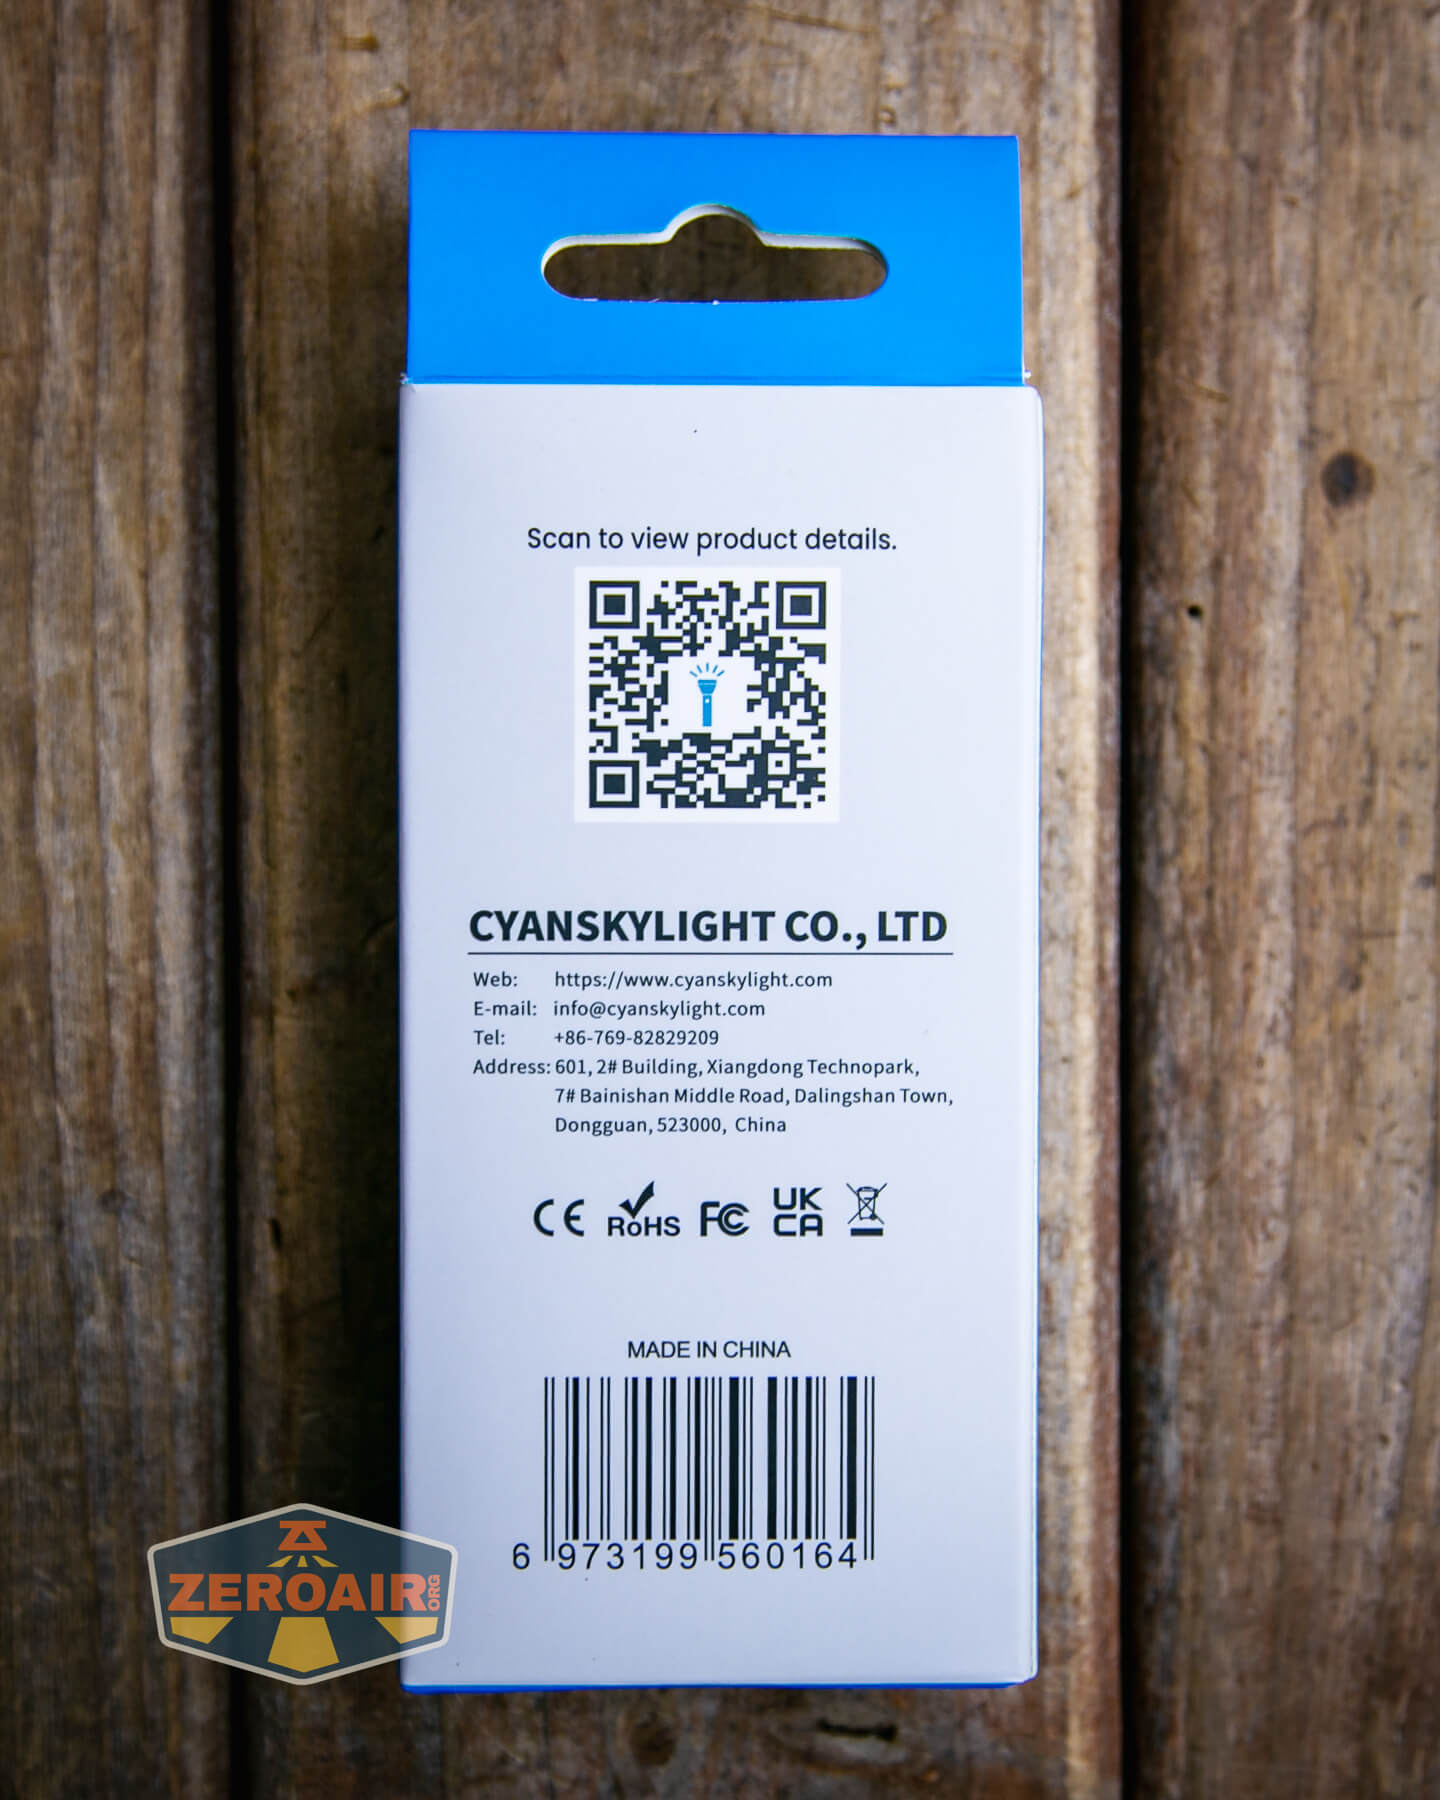 Scan to view product details.
CYANSKYLIGHT CO., LTD
Web: https://www.cyanskylight.com
E-mail: info@cyanskylight.com
Tel: +86-769-82829209
Address: 601, 2# Building, Xiangdong Technopark,
7# Bainishan Middle Road, Dalingshan Town,
Dongguan, 523000, China
CE RoHS FC UK CA
MADE IN CHINA
6 973199 560164
ZEROAIR.ORG